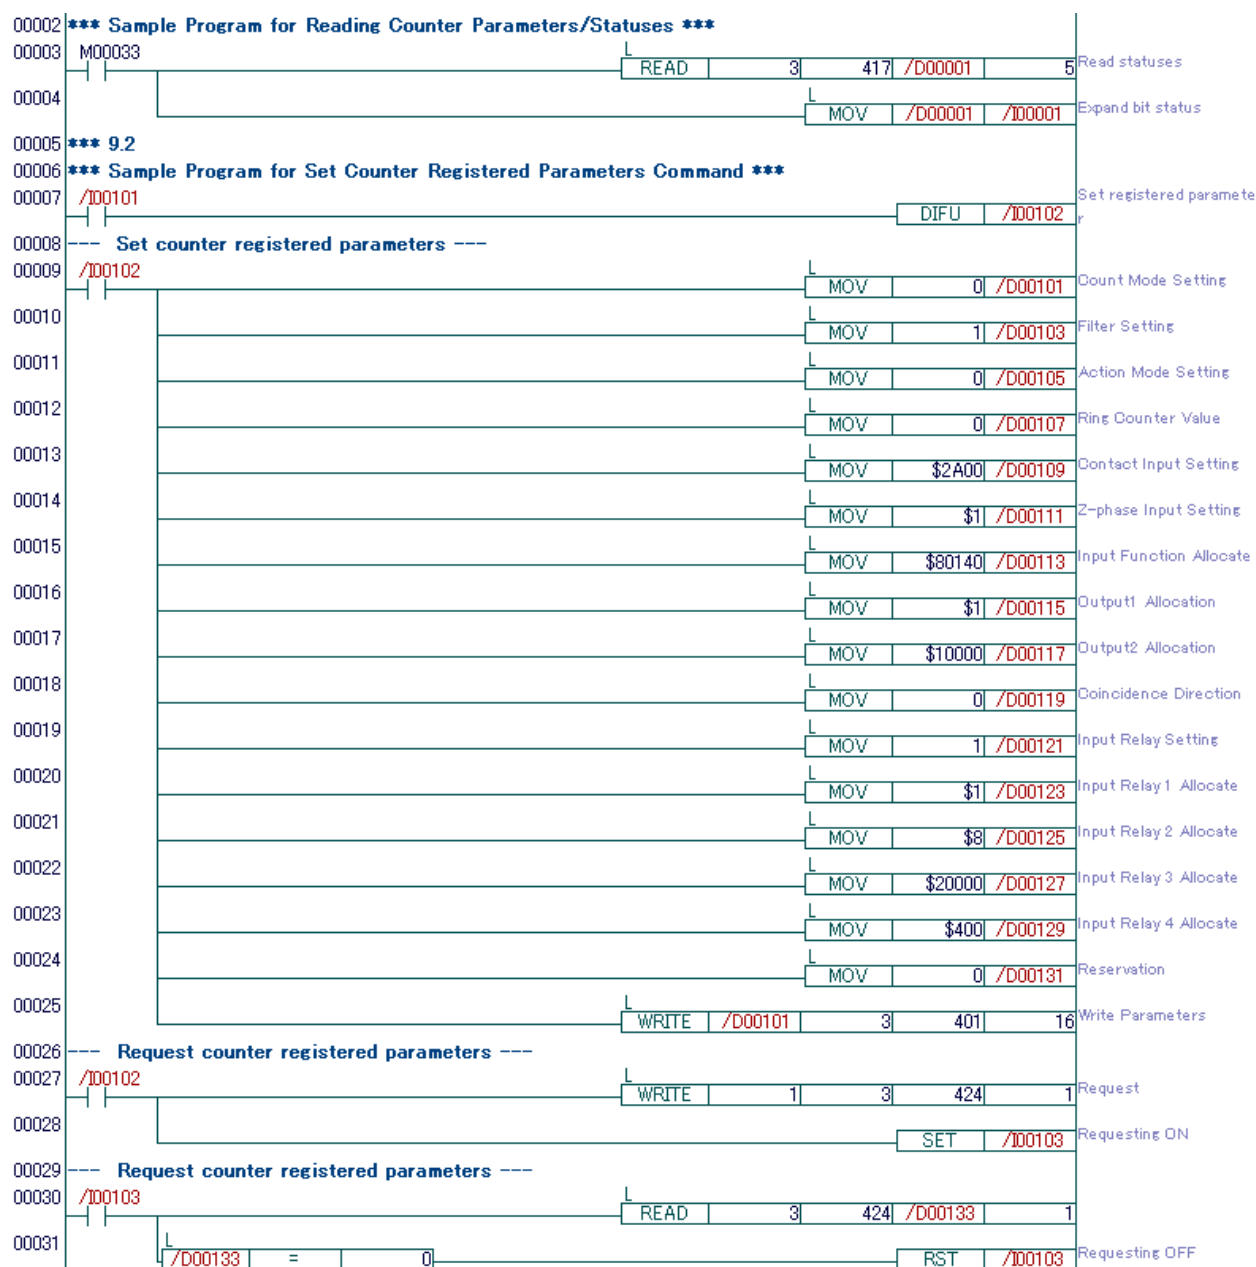 00002 *** Sample Program for Reading Counter Parameters/Statuses ***
00003 M00033 L READ 3 417 /D00001 5 Read statuses
00004 L MOV /D00001 /I00001 Expand bit status
00005 *** 9.2
00006 *** Sample Program for Set Counter Registered Parameters Command ***
00007 /I00101 DIFU /I00102 Set registered paramete
r
00008 --- Set counter registered parameters ---
00009 /I00102 L MOV 0 /D00101 Count Mode Setting
00010 L MOV 1 /D00103 Filter Setting
00011 L MOV 0 /D00105 Action Mode Setting
00012 L MOV 0 /D00107 Ring Counter Value
00013 L MOV $2A00 /D00109 Contact Input Setting
00014 L MOV $1 /D00111 Z-phase Input Setting
00015 L MOV $80140 /D00113 Input Function Allocate
00016 L MOV $1 /D00115 Output1 Allocation
00017 L MOV $10000 /D00117 Output2 Allocation
00018 L MOV 0 /D00119 Coincidence Direction
00019 L MOV 1 /D00121 Input Relay Setting
00020 L MOV $1 /D00123 Input Relay 1 Allocate
00021 L MOV $8 /D00125 Input Relay 2 Allocate
00022 L MOV $20000 /D00127 Input Relay 3 Allocate
00023 L MOV $400 /D00129 Input Relay 4 Allocate
00024 L MOV 0 /D00131 Reservation
00025 L WRITE /D00101 3 401 16 Write Parameters
00026 --- Request counter registered parameters ---
00027 /I00102 L WRITE 1 3 424 1 Request
00028 SET /I00103 Requesting ON
00029 --- Request counter registered parameters ---
00030 /I00103 L READ 3 424 /D00133 1
00031 L /D00133 = 0 RST /I00103 Requesting OFF